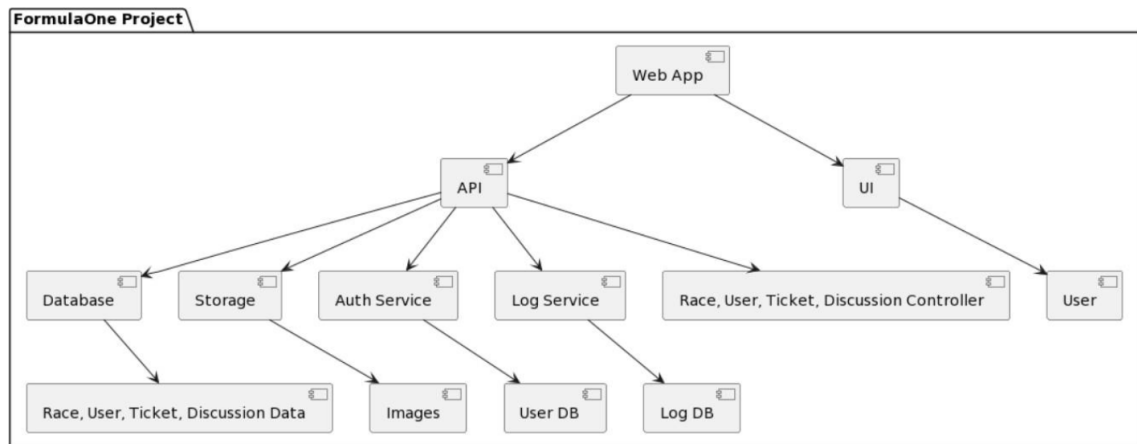 FormulaOne Project
Web App
API
UI
Database
Storage
Auth Service
Log Service
Race, User, Ticket, Discussion Controller
User
Race, User, Ticket, Discussion Data
Images
User DB
Log DB